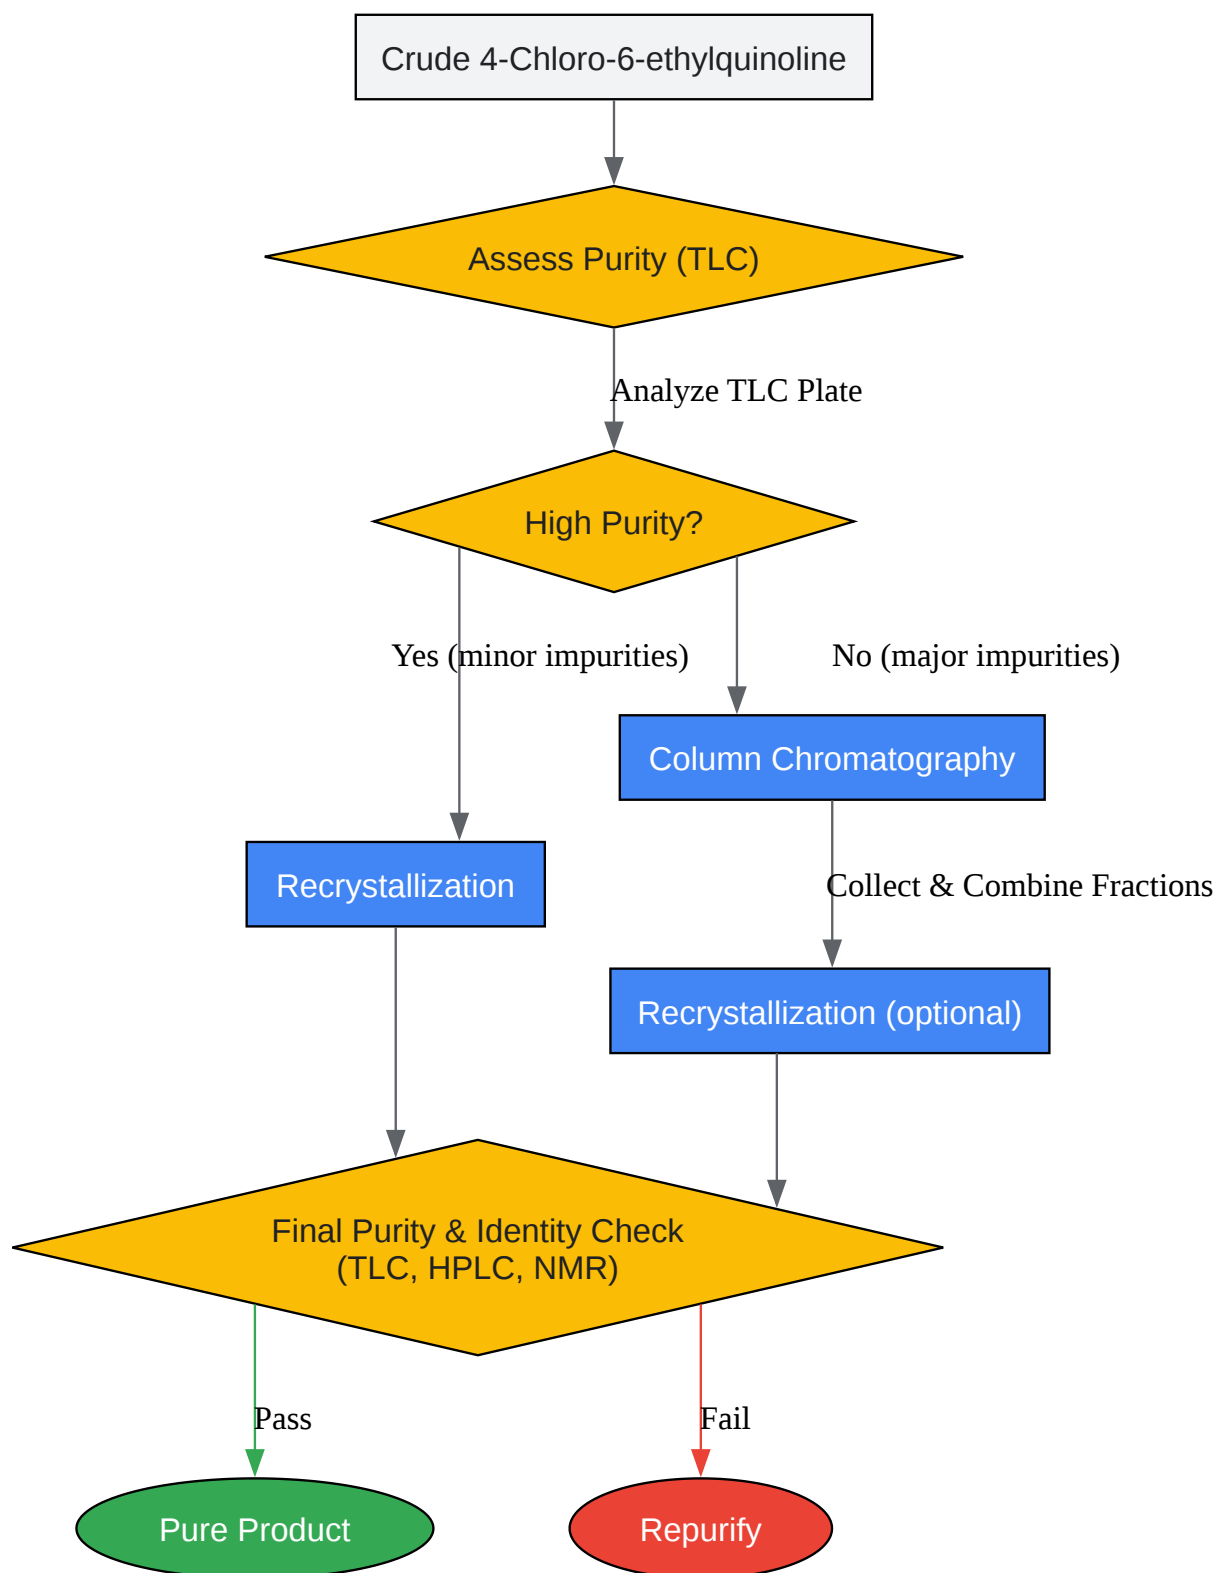 Crude 4-Chloro-6-ethylquinoline
Assess Purity (TLC)
Analyze TLC Plate
High Purity?
Yes (minor impurities)
No (major impurities)
Column Chromatography
Recrystallization
Collect & Combine Fractions
Recrystallization (optional)
Final Purity & Identity Check
(TLC, HPLC, NMR)
Pass
Fail
Pure Product
Repurify